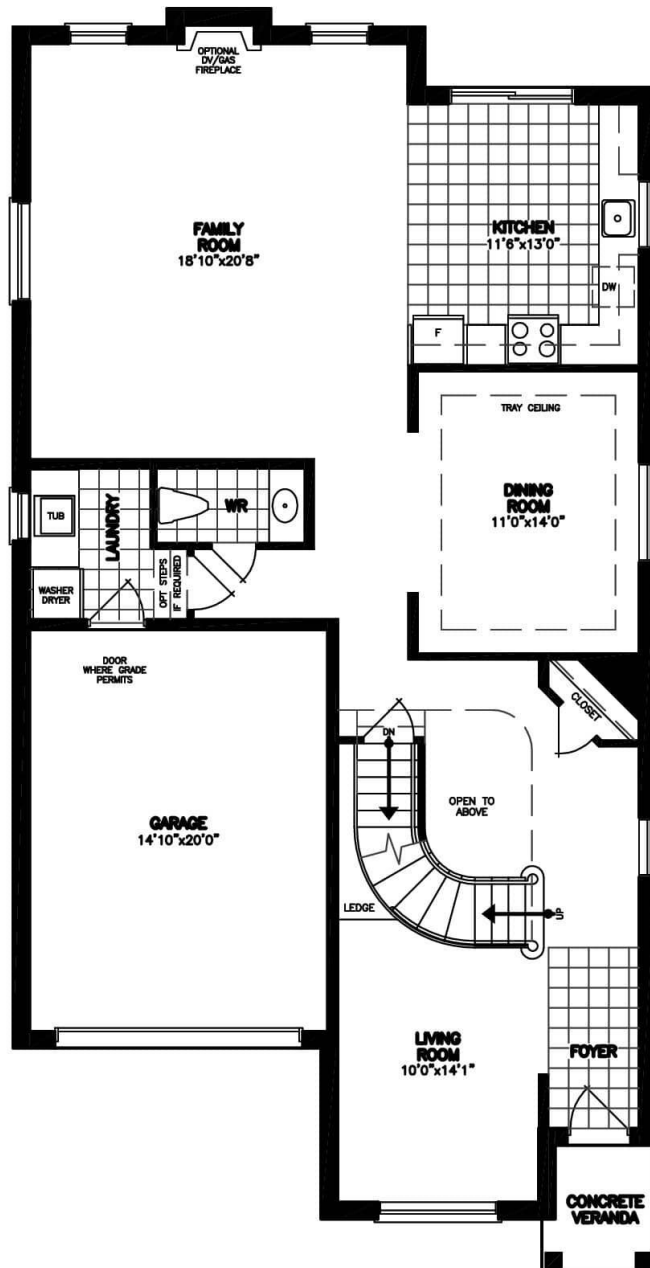 OPTIONAL
DV/GAS
FIREPLACE
FAMILY
ROOM
18'10"x20'8"
KITCHEN
11'6"x13'0"
DW
F
TRAY CEILING
DINING
ROOM
11'0"x14'0"
TUB
LAUNDRY
WR
WASHER
DRYER
OPT STEPS
IF REQUIRED
DOOR
WHERE GRADE
PERMITS
CLOSET
DN
OPEN TO
ABOVE
GARAGE
14'10"x20'0"
LEDGE
UP
LIVING
ROOM
10'0"x14'1"
FOYER
CONCRETE
VERANDA